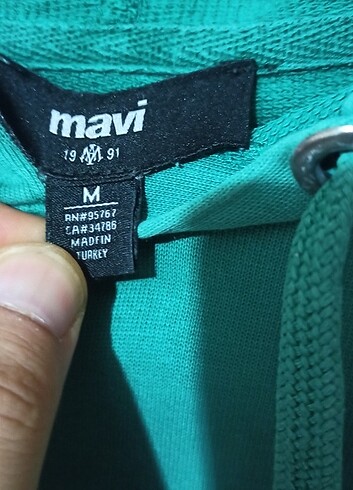 mavi
19 91
M
RN#95767
CA#34786
MADE IN
TURKEY